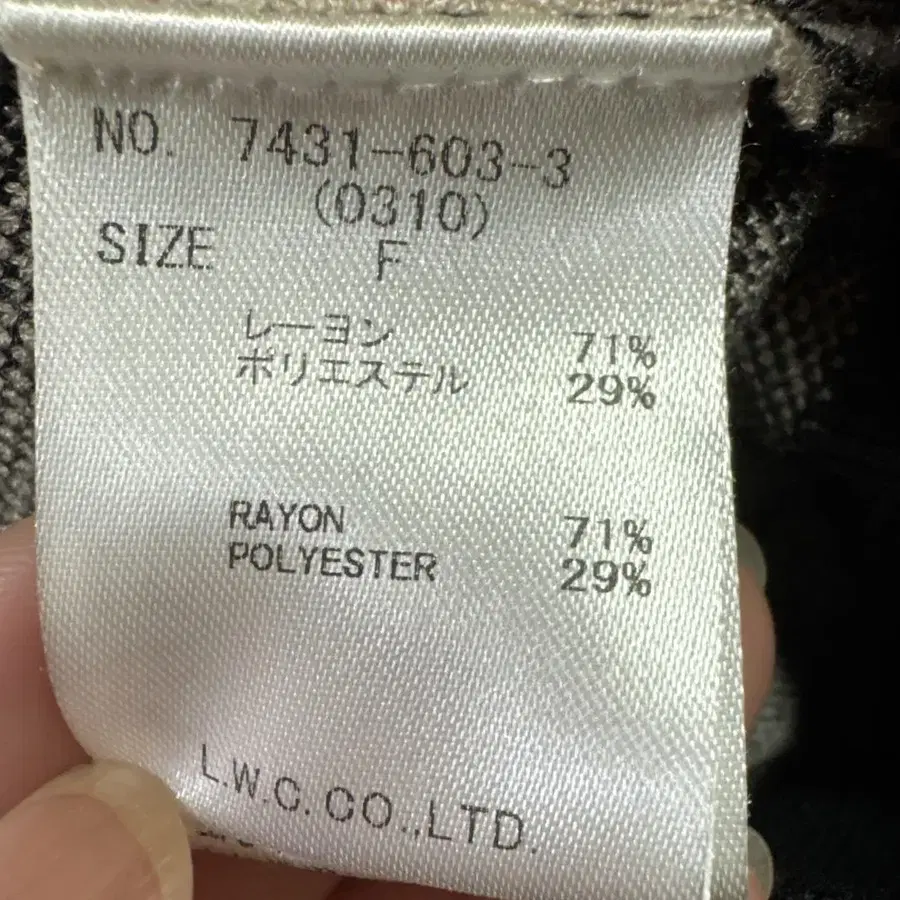 NO. 7431-603-3
(0310)
SIZE F
レーヨン 71%
ポリエステル 29%
RAYON 71%
POLYESTER 29%
L.W.C.CO.,LTD.